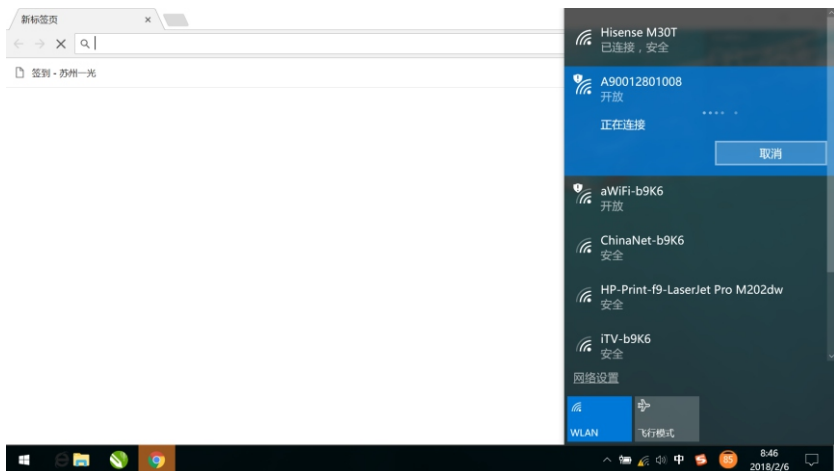 新标签页
签到 - 苏州一光
Hisense M30T
已连接，安全
A90012801008
开放
正在连接
取消
aWiFi-b9K6
开放
ChinaNet-b9K6
安全
HP-Print-f9-LaserJet Pro M202dw
安全
iTV-b9K6
安全
网络设置
WLAN
飞行模式
中
85
8:46
2018/2/6